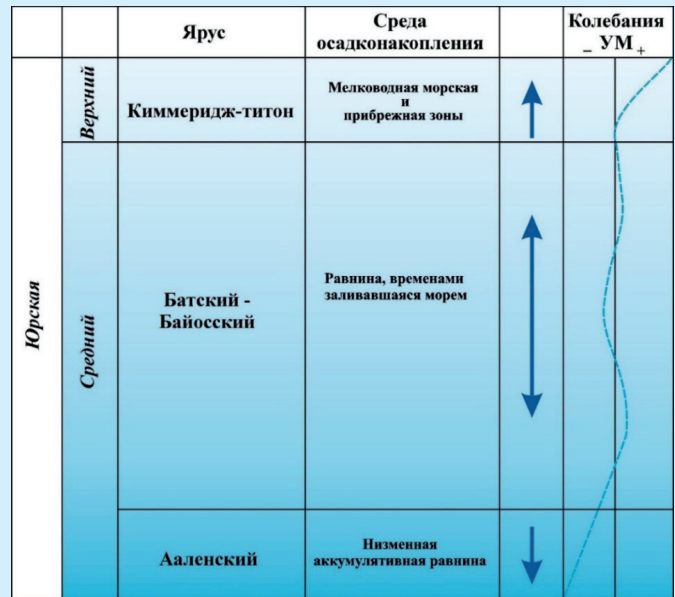 Ярус
Среда
осадконакопления
Колебания
– УМ +
Юрская
Верхний
Киммеридж-титон
Мелководная морская
и
прибрежная зоны
Средний
Батский -
Байосский
Равнина, временами
заливавшаяся морем
Ааленский
Низменная
аккумулятивная равнина